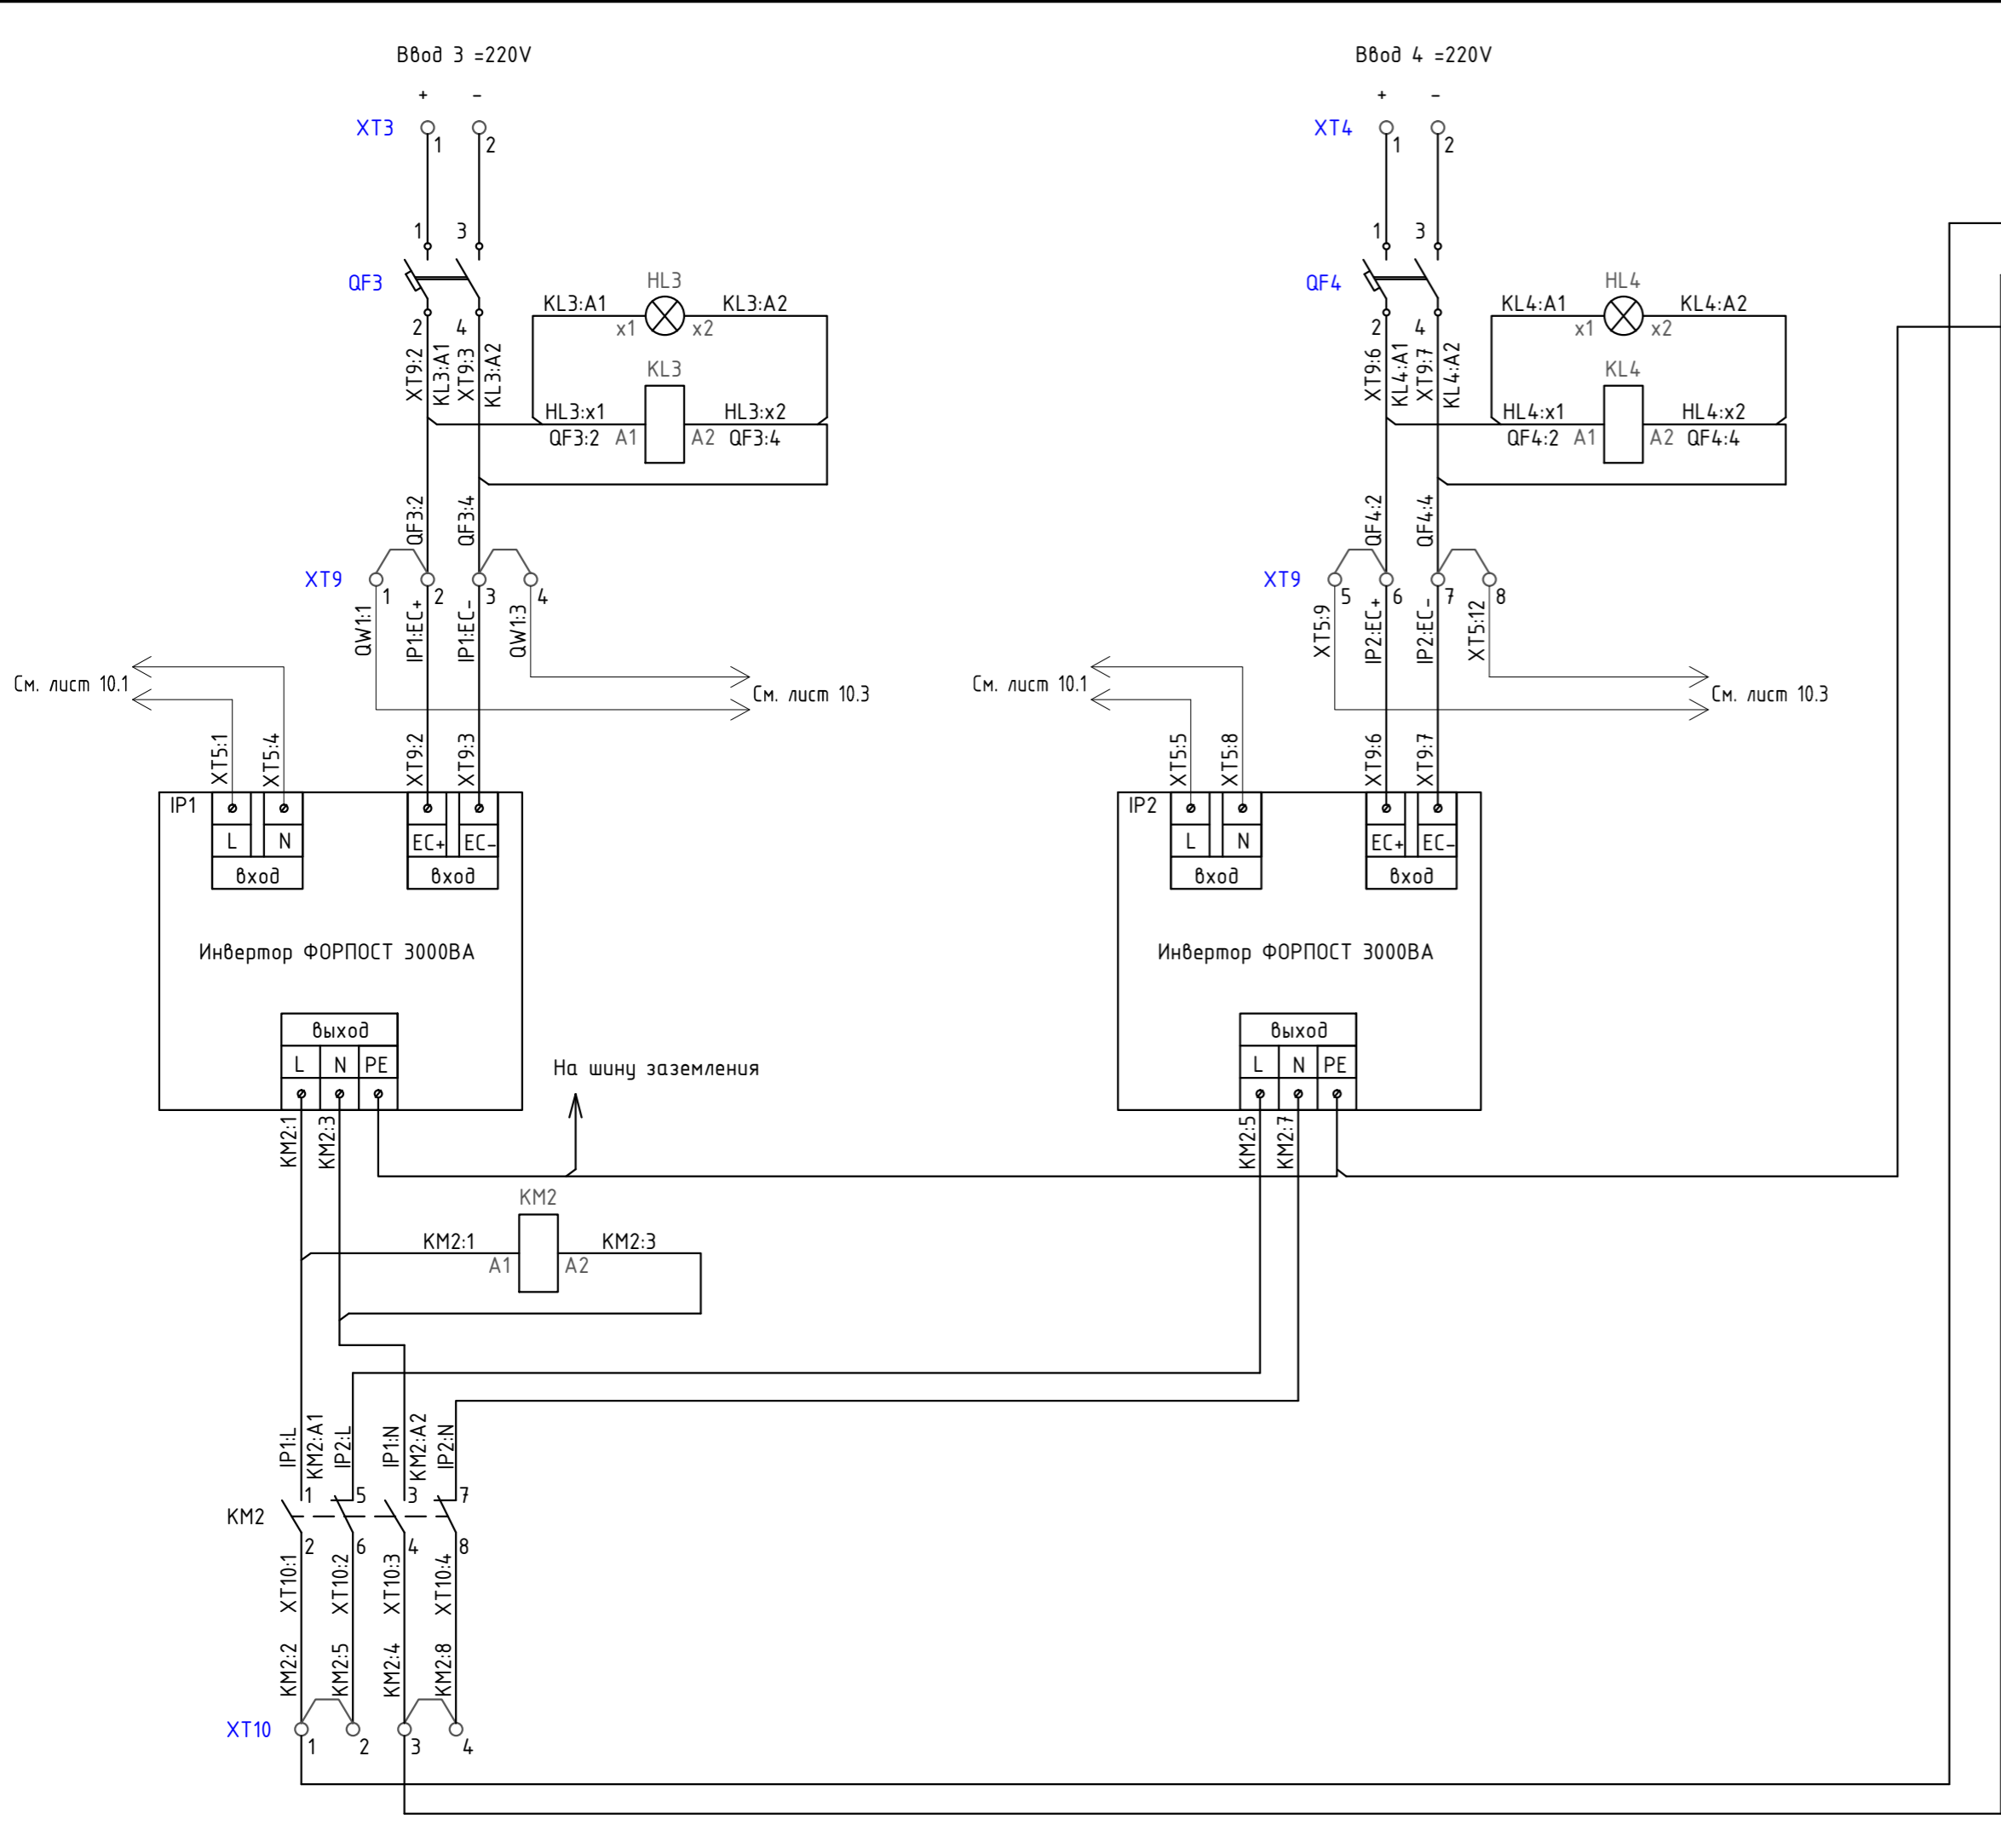 Ввод 3 =220V
+ -
XT3
1 2
1 3
QF3
2 4
XT9:2 KL3:A1 XT9:3 KL3:A2
HL3
KL3:A1 KL3:A2
x1 x2
KL3
HL3:x1 HL3:x2
QF3:2 A1 A2 QF3:4
QF3:2 QF3:4
XT9
1 2 3 4
QW1:1 IP1:EC+ IP1:EC- QW1:3
См. лист 10.1
См. лист 10.3
XT5:1 XT5:4 XT9:2 XT9:3
IP1
L N EC+ EC-
вход вход
Инвертор ФОРПОСТ 3000ВА
выход
L N PE
На шину заземления
KM2:1 KM2:3
KM2
KM2:1 KM2:3
A1 A2
IP1:L KM2:A1 IP2:L IP1:N KM2:A2 IP2:N
1 5 3 7
KM2
2 6 4 8
XT10:1 XT10:2 XT10:3 XT10:4
KM2:2 KM2:5 KM2:4 KM2:8
XT10
1 2 3 4
Ввод 4 =220V
+ -
XT4
1 2
1 3
QF4
2 4
XT9:6 KL4:A1 XT9:7 KL4:A2
HL4
KL4:A1 KL4:A2
x1 x2
KL4
HL4:x1 HL4:x2
QF4:2 A1 A2 QF4:4
QF4:2 QF4:4
XT9
5 6 7 8
XT5:9 IP2:EC+ IP2:EC- XT5:12
См. лист 10.1
См. лист 10.3
XT5:5 XT5:8 XT9:6 XT9:7
IP2
L N EC+ EC-
вход вход
Инвертор ФОРПОСТ 3000ВА
выход
L N PE
KM2:5 KM2:7